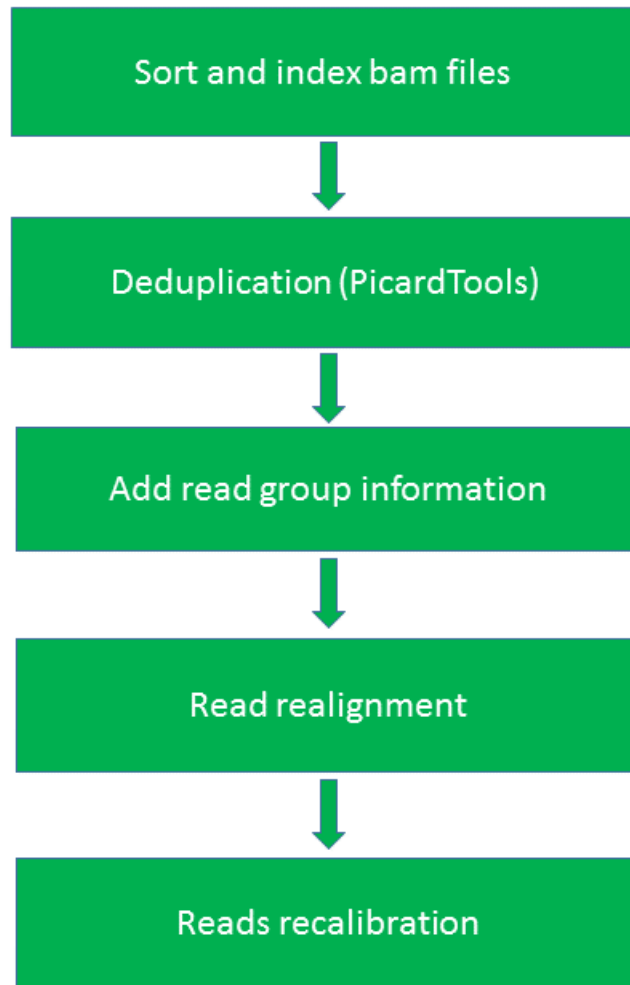 Sort and index bam files
Deduplication (PicardTools)
Add read group information
Read realignment
Reads recalibration